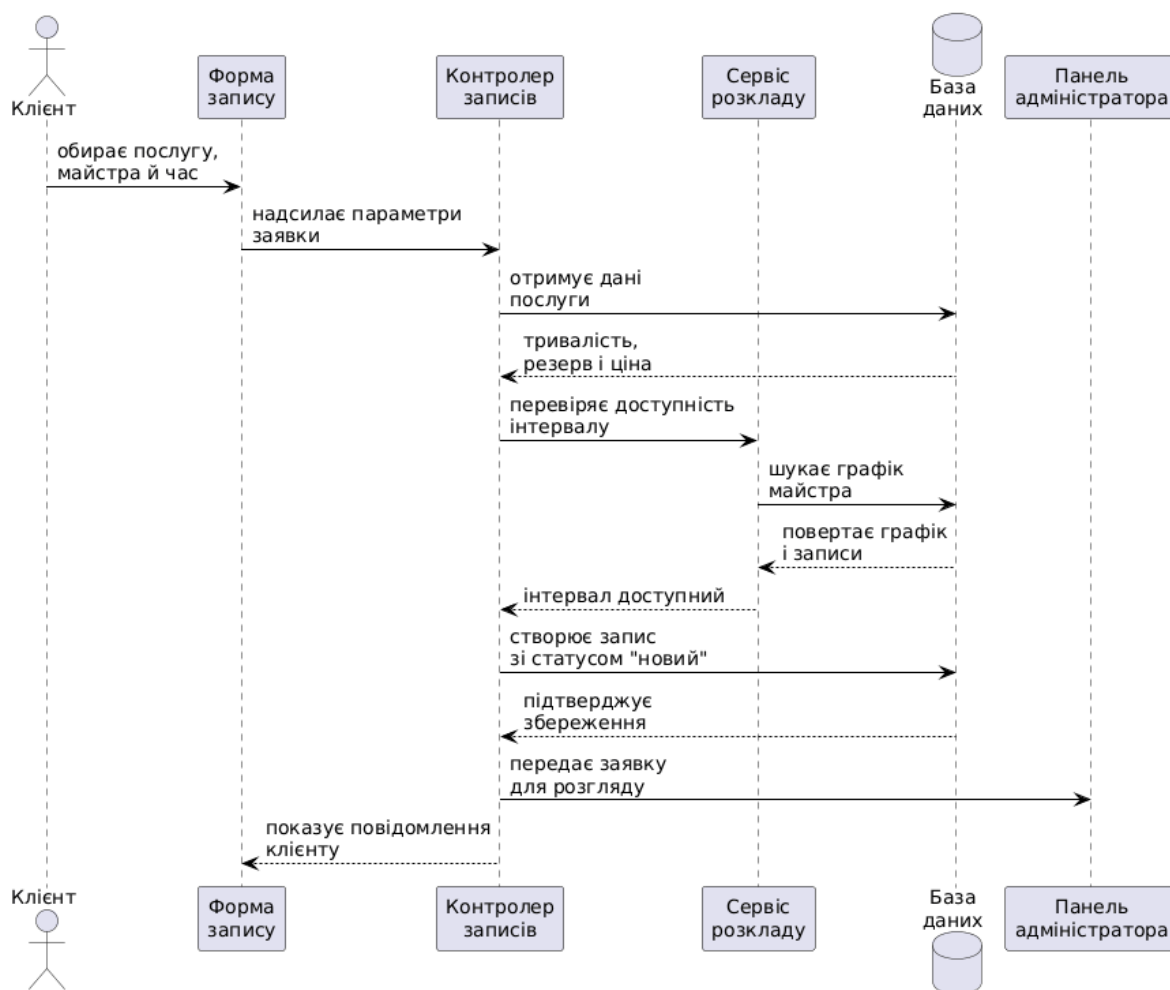 Клієнт
Форма
запису
Контролер
записів
Сервіс
розкладу
База
даних
Панель
адміністратора
обирає послугу,
майстра й час
надсилає параметри
заявки
отримує дані
послуги
тривалість,
резерв і ціна
перевіряє доступність
інтервалу
шукає графік
майстра
повертає графік
і записи
інтервал доступний
створює запис
зі статусом "новий"
підтверджує
збереження
передає заявку
для розгляду
показує повідомлення
клієнту
Клієнт
Форма
запису
Контролер
записів
Сервіс
розкладу
База
даних
Панель
адміністратора